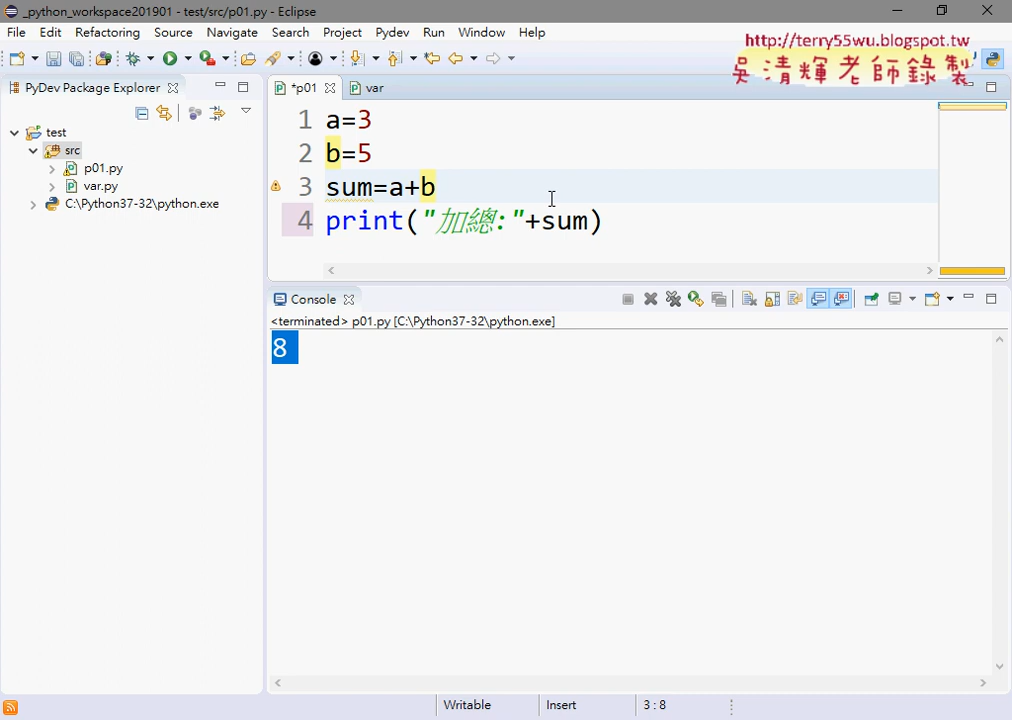 _python_workspace201901 - test/src/p01.py - Eclipse
File Edit Refactoring Source Navigate Search Project Pydev Run Window Help
http://terry55wu.blogspot.tw
吳清輝老師錄製
PyDev Package Explorer
*p01
var
test
src
p01.py
var.py
C:\Python37-32\python.exe
1 a=3
2 b=5
3 sum=a+b
4 print("加總:"+sum)
Console
<terminated> p01.py [C:\Python37-32\python.exe]
8
Writable Insert 3 : 8